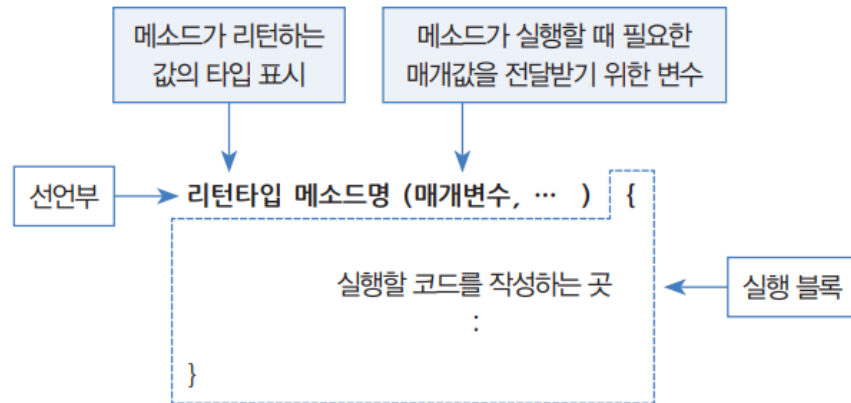 메소드가 리턴하는
값의 타입 표시
메소드가 실행할 때 필요한
매개값을 전달받기 위한 변수
선언부
리턴타입 메소드명 (매개변수, … ) {
실행할 코드를 작성하는 곳
:
실행 블록
}